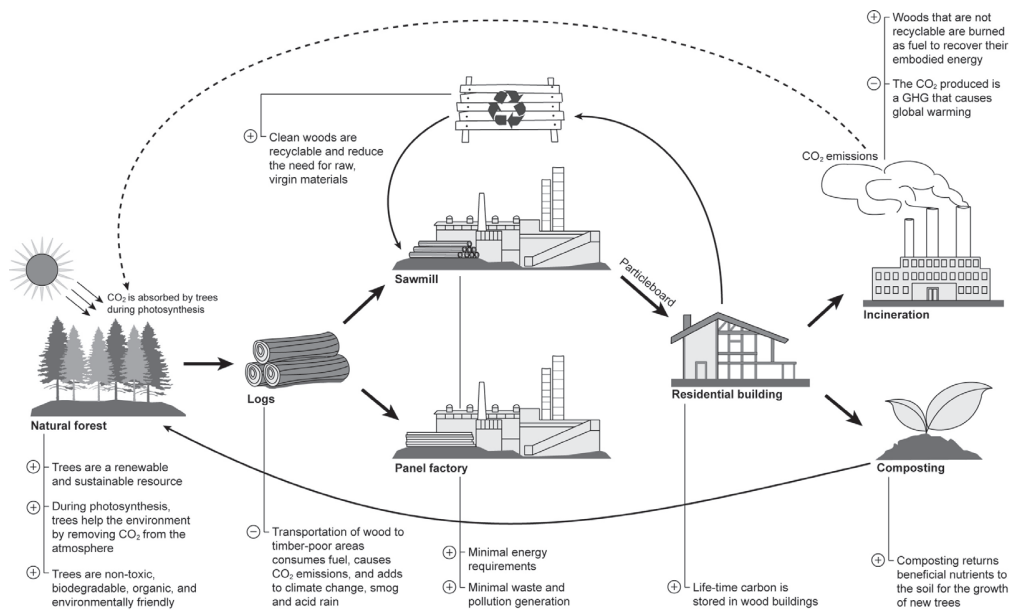 Woods that are not
recyclable are burned
as fuel to recover their
embodied energy
The CO₂ produced is
a GHG that causes
global warming
CO₂ emissions
Clean woods are
recyclable and reduce
the need for raw,
virgin materials
Sawmill
Particleboard
Incineration
CO₂ is absorbed by trees
during photosynthesis
Logs
Residential building
Natural forest
Panel factory
Composting
Trees are a renewable
and sustainable resource
During photosynthesis,
trees help the environment
by removing CO₂ from the
atmosphere
Trees are non-toxic,
biodegradable, organic, and
environmentally friendly
Transportation of wood to
timber-poor areas
consumes fuel, causes
CO₂ emissions, and adds
to climate change, smog
and acid rain
Minimal energy
requirements
Minimal waste and
pollution generation
Life-time carbon is
stored in wood buildings
Composting returns
beneficial nutrients to
the soil for the growth
of new trees